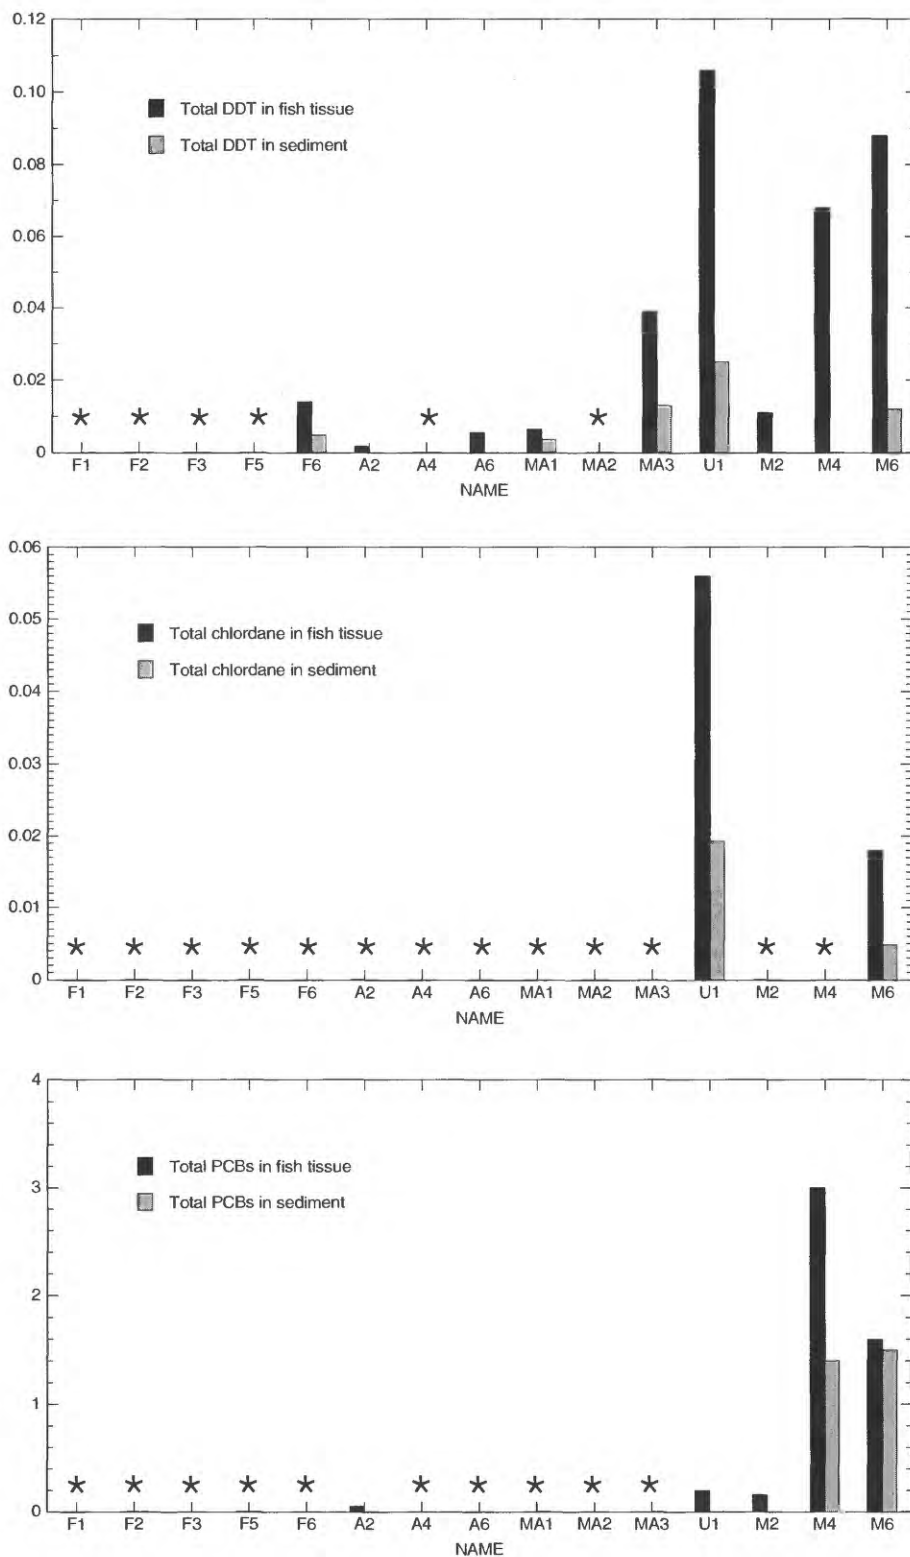 0.12
Total DDT in fish tissue
Total DDT in sediment
0.10
0.08
0.06
0.04
0.02
* * * * * *
0
F1 F2 F3 F5 F6 A2 A4 A6 MA1 MA2 MA3 U1 M2 M4 M6
NAME
0.06
0.05
Total chlordane in fish tissue
Total chlordane in sediment
0.04
0.03
0.02
0.01
* * * * * * * * * * * * *
0
F1 F2 F3 F5 F6 A2 A4 A6 MA1 MA2 MA3 U1 M2 M4 M6
NAME
4
Total PCBs in fish tissue
3
Total PCBs in sediment
2
1
* * * * * * * * * *
0
F1 F2 F3 F5 F6 A2 A4 A6 MA1 MA2 MA3 U1 M2 M4 M6
NAME